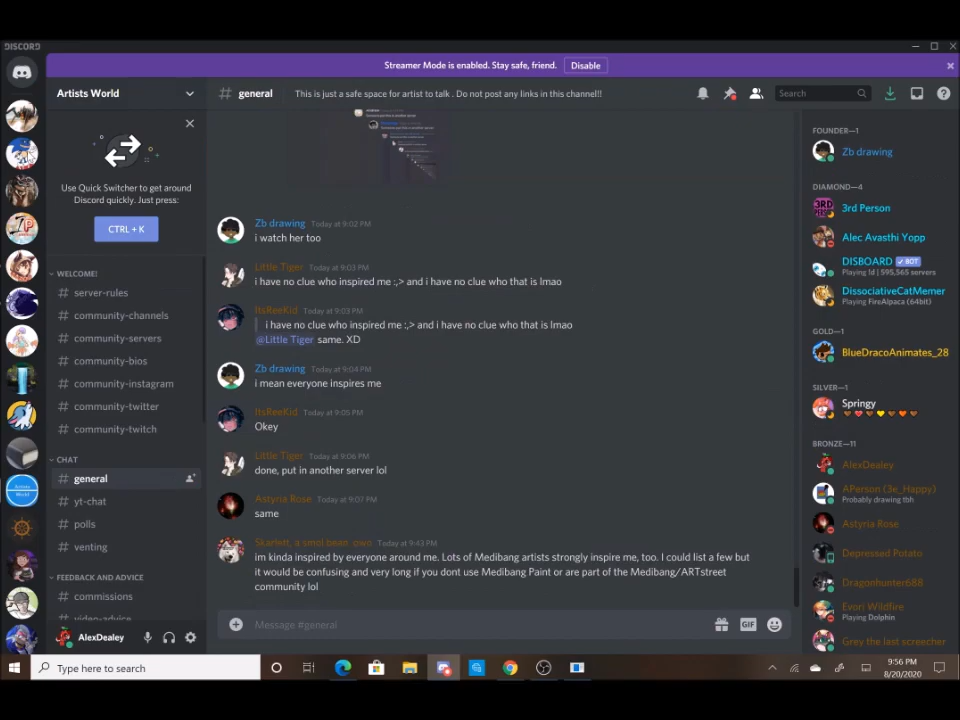 DISCORD
Streamer Mode is enabled. Stay safe, friend.
Disable
Artists World
# general
This is just a safe space for artist to talk . Do not post any links in this channel!!
Search
Use Quick Switcher to get around
Discord quickly. Just press:
CTRL + K
WELCOME!
# server-rules
# community-channels
# community-servers
# community-bios
# community-instagram
# community-twitter
# community-twitch
CHAT
# general
# yt-chat
# polls
# venting
FEEDBACK AND ADVICE
# commissions
# video-advice
AlexDealey
Zb drawing Today at 9:02 PM
i watch her too
Little Tiger Today at 9:03 PM
i have no clue who inspired me :,> and i have no clue who that is lmao
ItsReeKid Today at 9:03 PM
i have no clue who inspired me :,> and i have no clue who that is lmao
@Little Tiger same. XD
Zb drawing Today at 9:04 PM
i mean everyone inspires me
ItsReeKid Today at 9:05 PM
Okey
Little Tiger Today at 9:06 PM
done, put in another server lol
Astyria Rose Today at 9:07 PM
same
Skarlett, a smol bean owo Today at 9:43 PM
im kinda inspired by everyone around me. Lots of Medibang artists strongly inspire me, too. I could list a few but
it would be confusing and very long if you dont use Medibang Paint or are part of the Medibang/ARTstreet
community lol
Message #general
GIF
FOUNDER—1
Zb drawing
DIAMOND—4
3RD
3rd Person
Alec Avasthi Yopp
DISBOARD BOT
Playing !d | 595,565 servers
DissociativeCatMemer
Playing FireAlpaca (64bit)
GOLD—1
BlueDracoAnimates_28
SILVER—1
Springy
BRONZE—11
AlexDealey
APerson (3e_Happy)
Probably drawing tbh
Astyria Rose
Depressed Potato
Dragonhunter688
Evori Wildfire
Playing Dolphin
Grey the last screecher
Artists
World
Type here to search
9:56 PM
8/20/2020